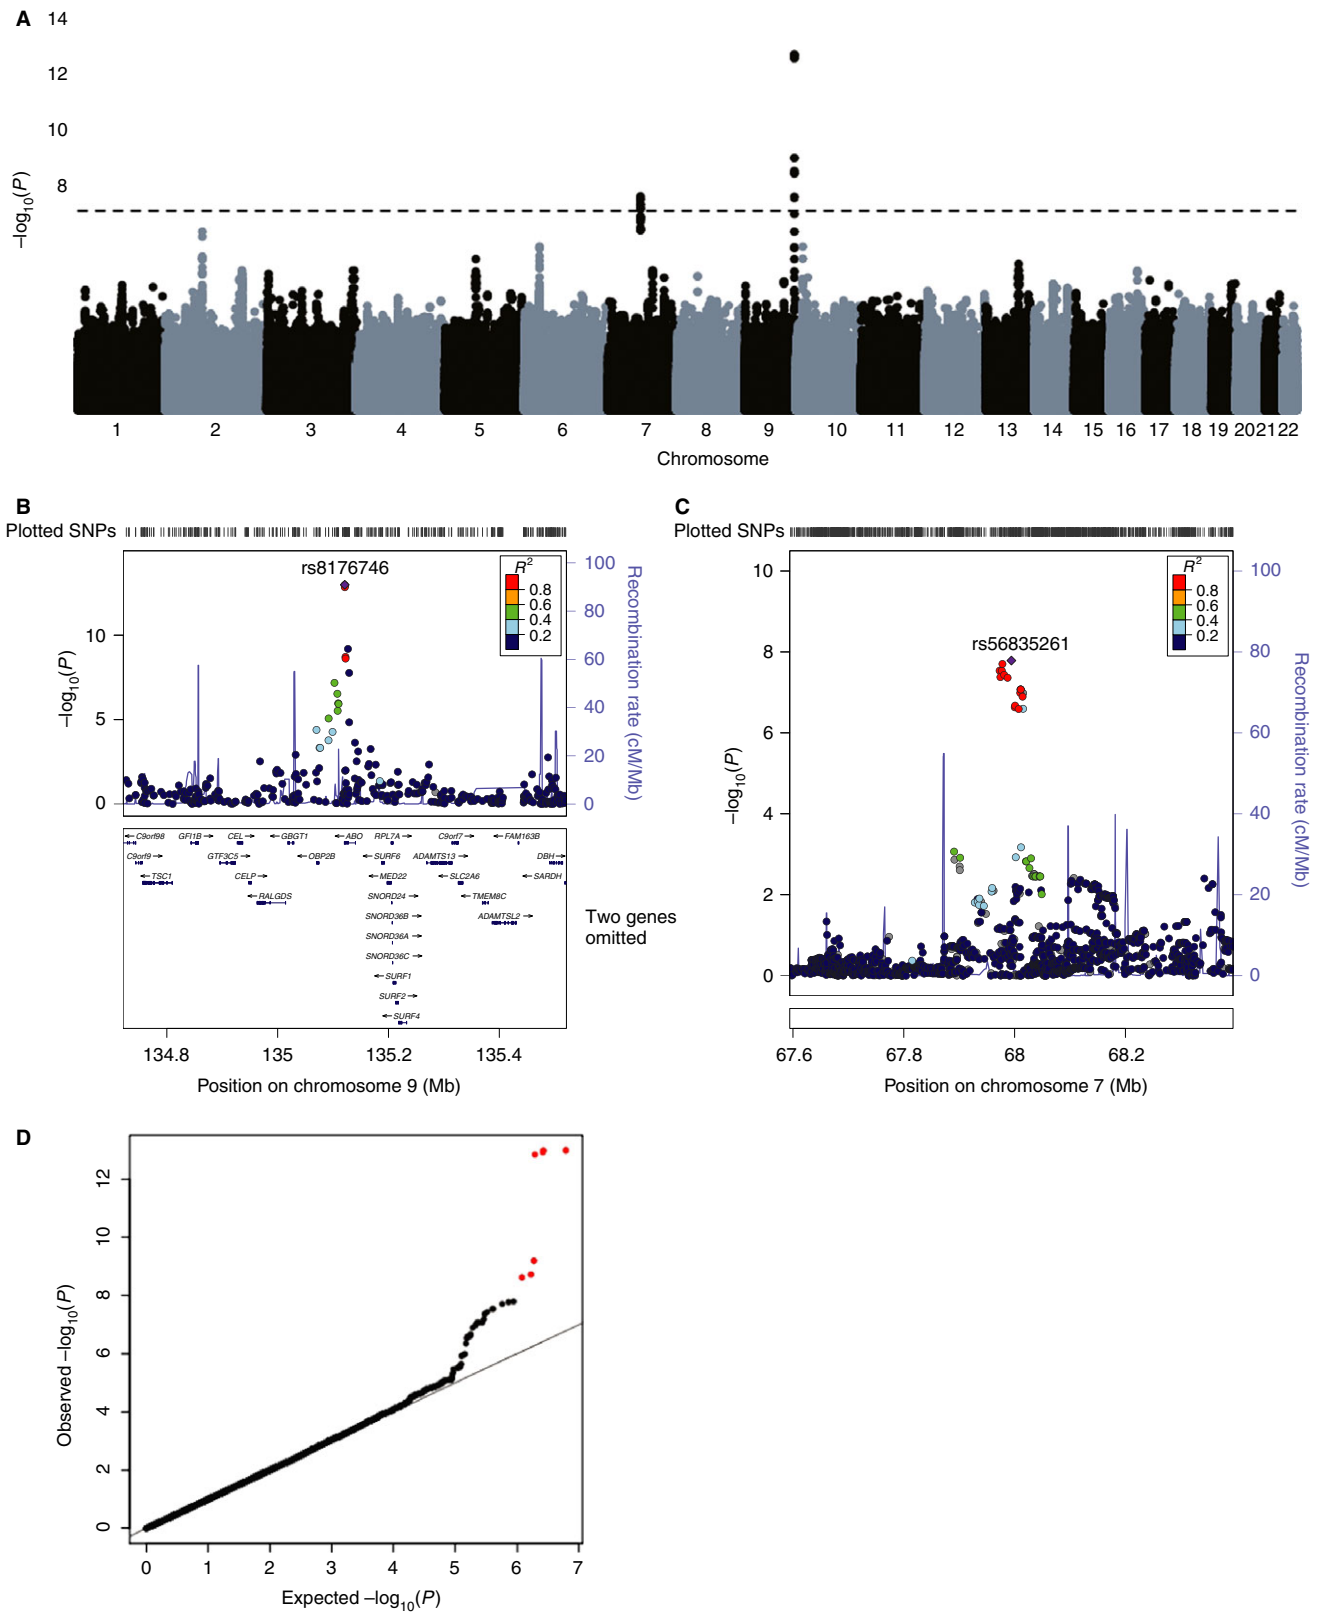 A
14
12
10
8
–log10(P)
1 2 3 4 5 6 7 8 9 10 11 12 13 14 15 16 17 18 19 20 21 22
Chromosome
B
Plotted SNPs
rs8176746
R2
0.8
0.6
0.4
0.2
10
5
0
–log10(P)
100
80
60
40
20
0
Recombination rate (cM/Mb)
C9orf98 GFI1B CEL GBGT1 ABO RPL7A C9orf7 FAM163B
C9orf9 GTF3C5 OBP2B SURF6 ADAMTS13 DBH
TSC1 CELP MED22 SLC2A6 SARDH
RALGDS SNORD24 TMEM8C
SNORD36B ADAMTSL2
SNORD36A
SNORD36C
SURF1
SURF2
SURF4
Two genes
omitted
134.8 135 135.2 135.4
Position on chromosome 9 (Mb)
C
Plotted SNPs
rs56835261
R2
0.8
0.6
0.4
0.2
10
8
6
4
2
0
–log10(P)
100
80
60
40
20
0
Recombination rate (cM/Mb)
67.6 67.8 68 68.2
Position on chromosome 7 (Mb)
D
12
10
8
6
4
2
0
Observed –log10(P)
0 1 2 3 4 5 6 7
Expected –log10(P)